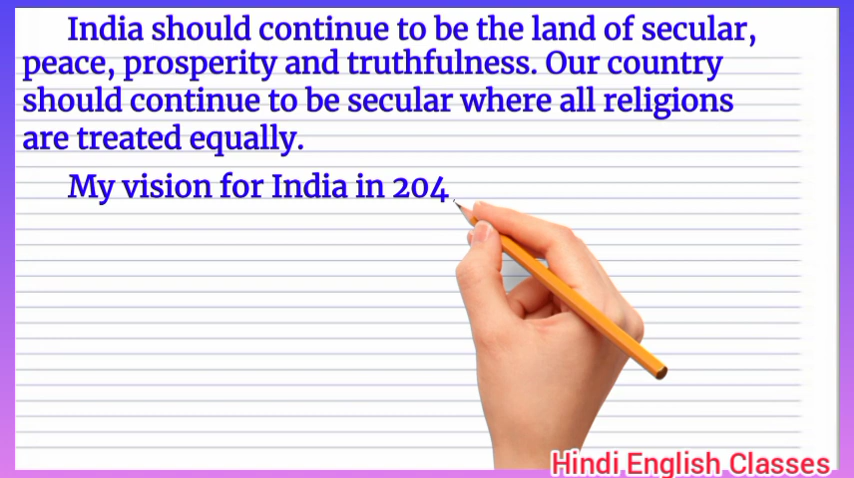 India should continue to be the land of secular,
peace, prosperity and truthfulness. Our country
should continue to be secular where all religions
are treated equally.
My vision for India in 204
Hindi English Classes